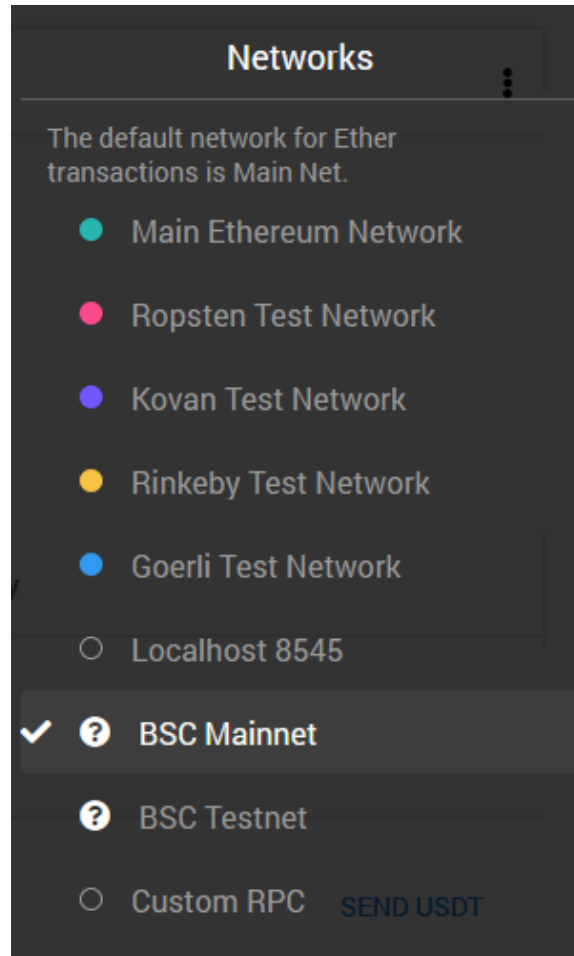 Networks
The default network for Ether
transactions is Main Net.
Main Ethereum Network
Ropsten Test Network
Kovan Test Network
Rinkeby Test Network
Goerli Test Network
Localhost 8545
BSC Mainnet
BSC Testnet
Custom RPC
SEND USDT